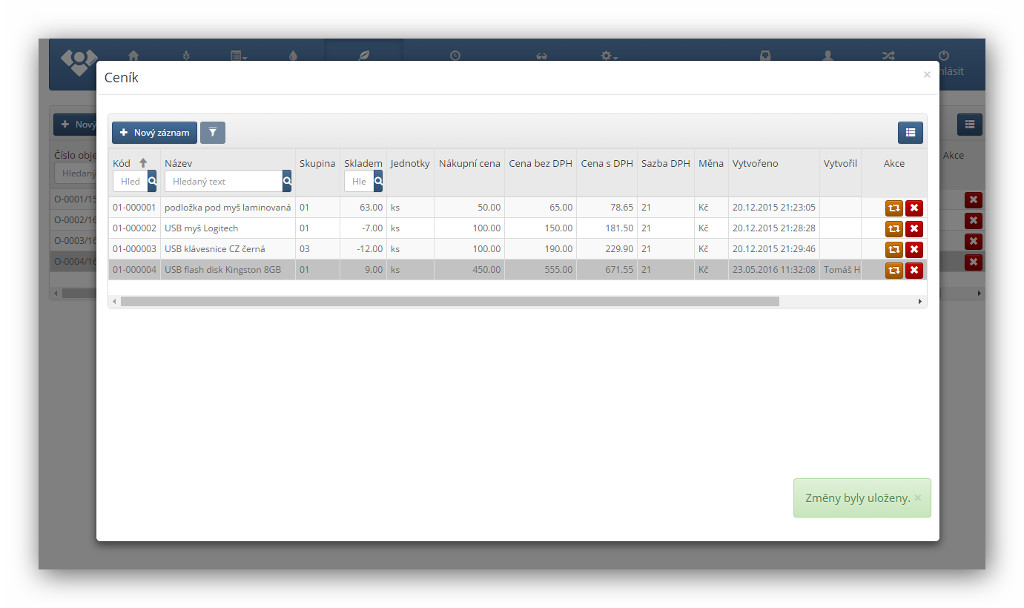 hlásit
Ceník ×
+ Nový záznam
+ Nový
Číslo obje
Hledaný
Akce
Kód Název Skupina Skladem Jednotky Nákupní cena Cena bez DPH Cena s DPH Sazba DPH Měna Vytvořeno Vytvořil Akce
Hled Hledaný text Hle
01-000001 podložka pod myš laminovaná 01 63.00 ks 50.00 65.00 78.65 21 Kč 20.12.2015 21:23:05
01-000002 USB myš Logitech 01 -7.00 ks 100.00 150.00 181.50 21 Kč 20.12.2015 21:28:28
01-000003 USB klávesnice CZ černá 03 -12.00 ks 100.00 190.00 229.90 21 Kč 20.12.2015 21:29:46
01-000004 USB flash disk Kingston 8GB 01 9.00 ks 450.00 555.00 671.55 21 Kč 23.05.2016 11:32:08 Tomáš H
O-0001/15
O-0002/16
O-0003/16
O-0004/16
Změny byly uloženy. ×